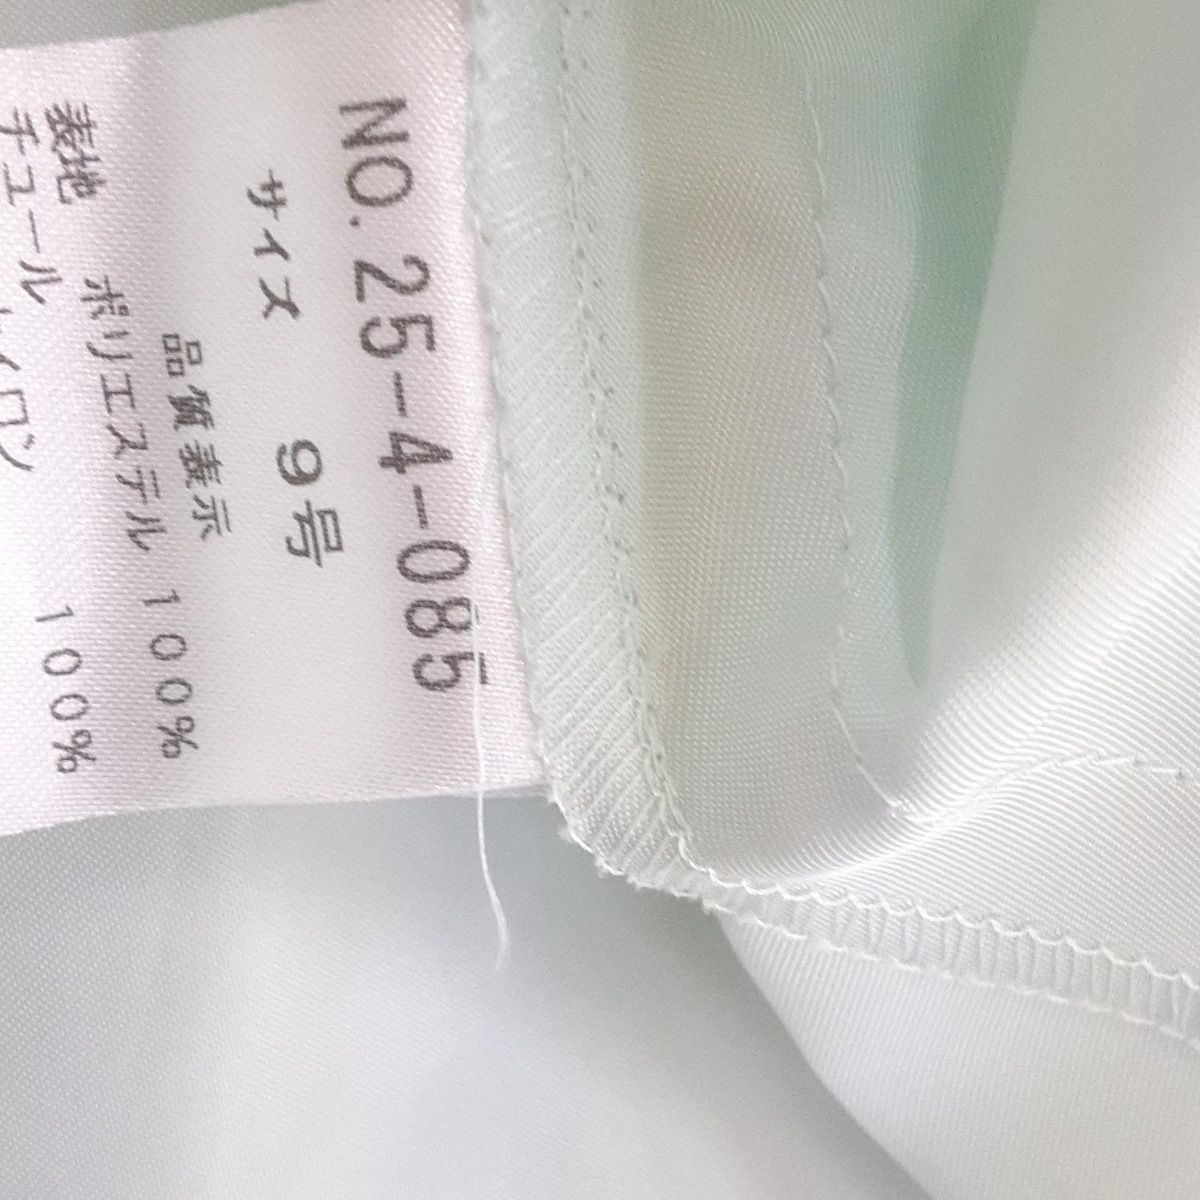 NO. 25-4-085
サイズ 9号
品質表示
表地 ポリエステル 100%
チュール 100%